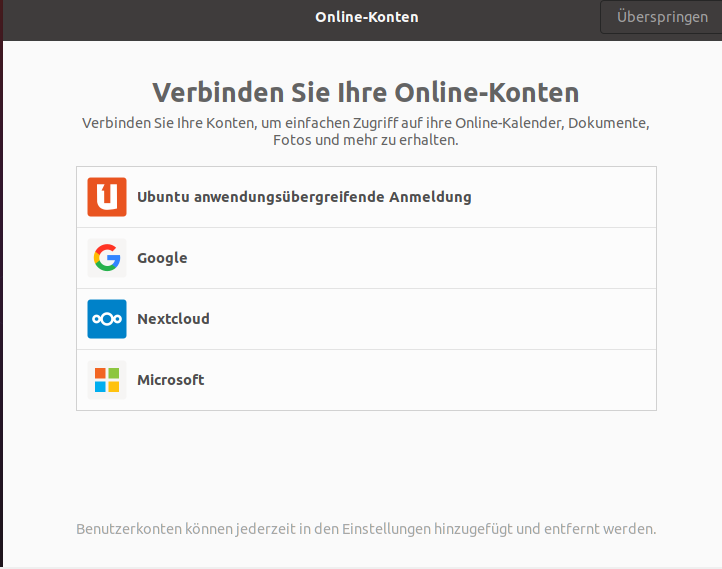 Online-Konten
Überspringen
Verbinden Sie Ihre Online-Konten
Verbinden Sie Ihre Konten, um einfachen Zugriff auf ihre Online-Kalender, Dokumente,
Fotos und mehr zu erhalten.
Ubuntu anwendungsübergreifende Anmeldung
Google
Nextcloud
Microsoft
Benutzerkonten können jederzeit in den Einstellungen hinzugefügt und entfernt werden.